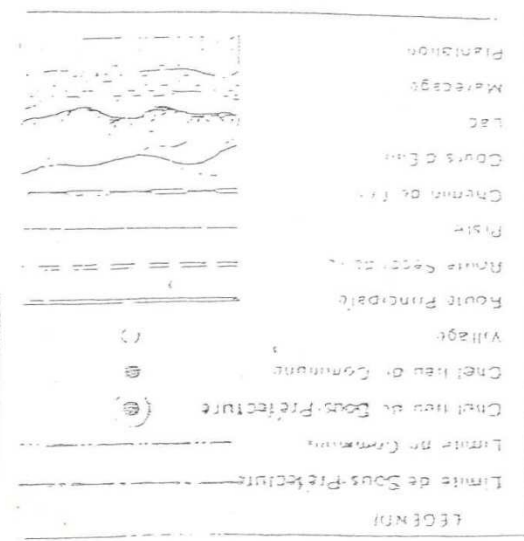 LEGENDE
Limite de Sous-Préfecture
Limite de Commune
Chef lieu de Sous-Préfecture
Chef lieu de Commune
Village
Route Principale
Route
Piste
Chemin de Fer
Cours d'Eau
Lac
Marécage
Plantation